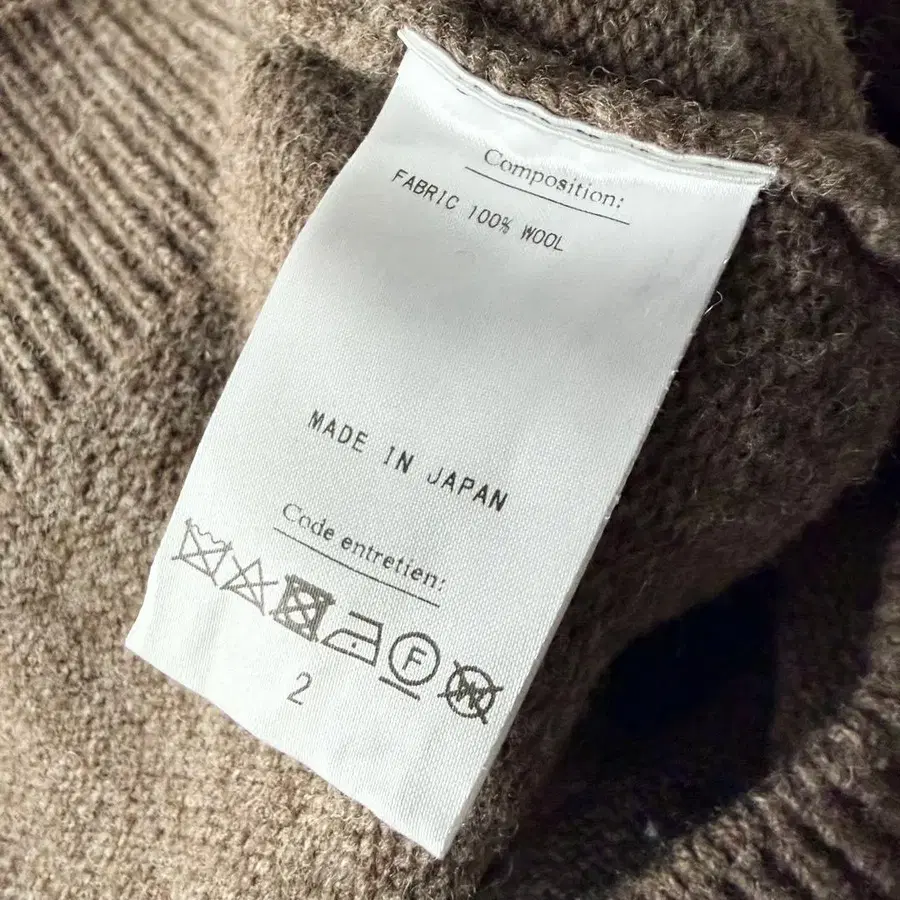 Composition:
FABRIC 100% WOOL
MADE IN JAPAN
Code entretien:
F
2